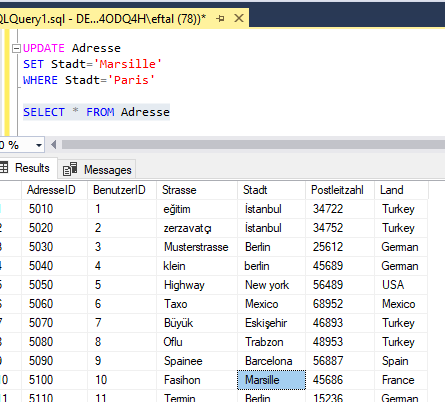 QLQuery1.sql - DE...4ODQ4H\eftal (78))*
UPDATE Adresse
SET Stadt='Marsille'
WHERE Stadt='Paris'
SELECT * FROM Adresse
0 %
Results Messages
AdresseID BenutzerID Strasse Stadt Postleitzahl Land
5010 1 eğitim İstanbul 34722 Turkey
2 5020 2 zerzavatçı İstanbul 34752 Turkey
3 5030 3 Musterstrasse Berlin 25612 German
4 5040 4 klein berlin 45689 German
5 5050 5 Highway New york 56489 USA
6 5060 6 Taxo Mexico 68952 Mexico
7 5070 7 Büyük Eskişehir 46893 Turkey
8 5080 8 Oflu Trabzon 48953 Turkey
9 5090 9 Spainee Barcelona 56887 Spain
10 5100 10 Fasihon Marsille 45686 France
11 5110 11 Termin Berlin 15236 German